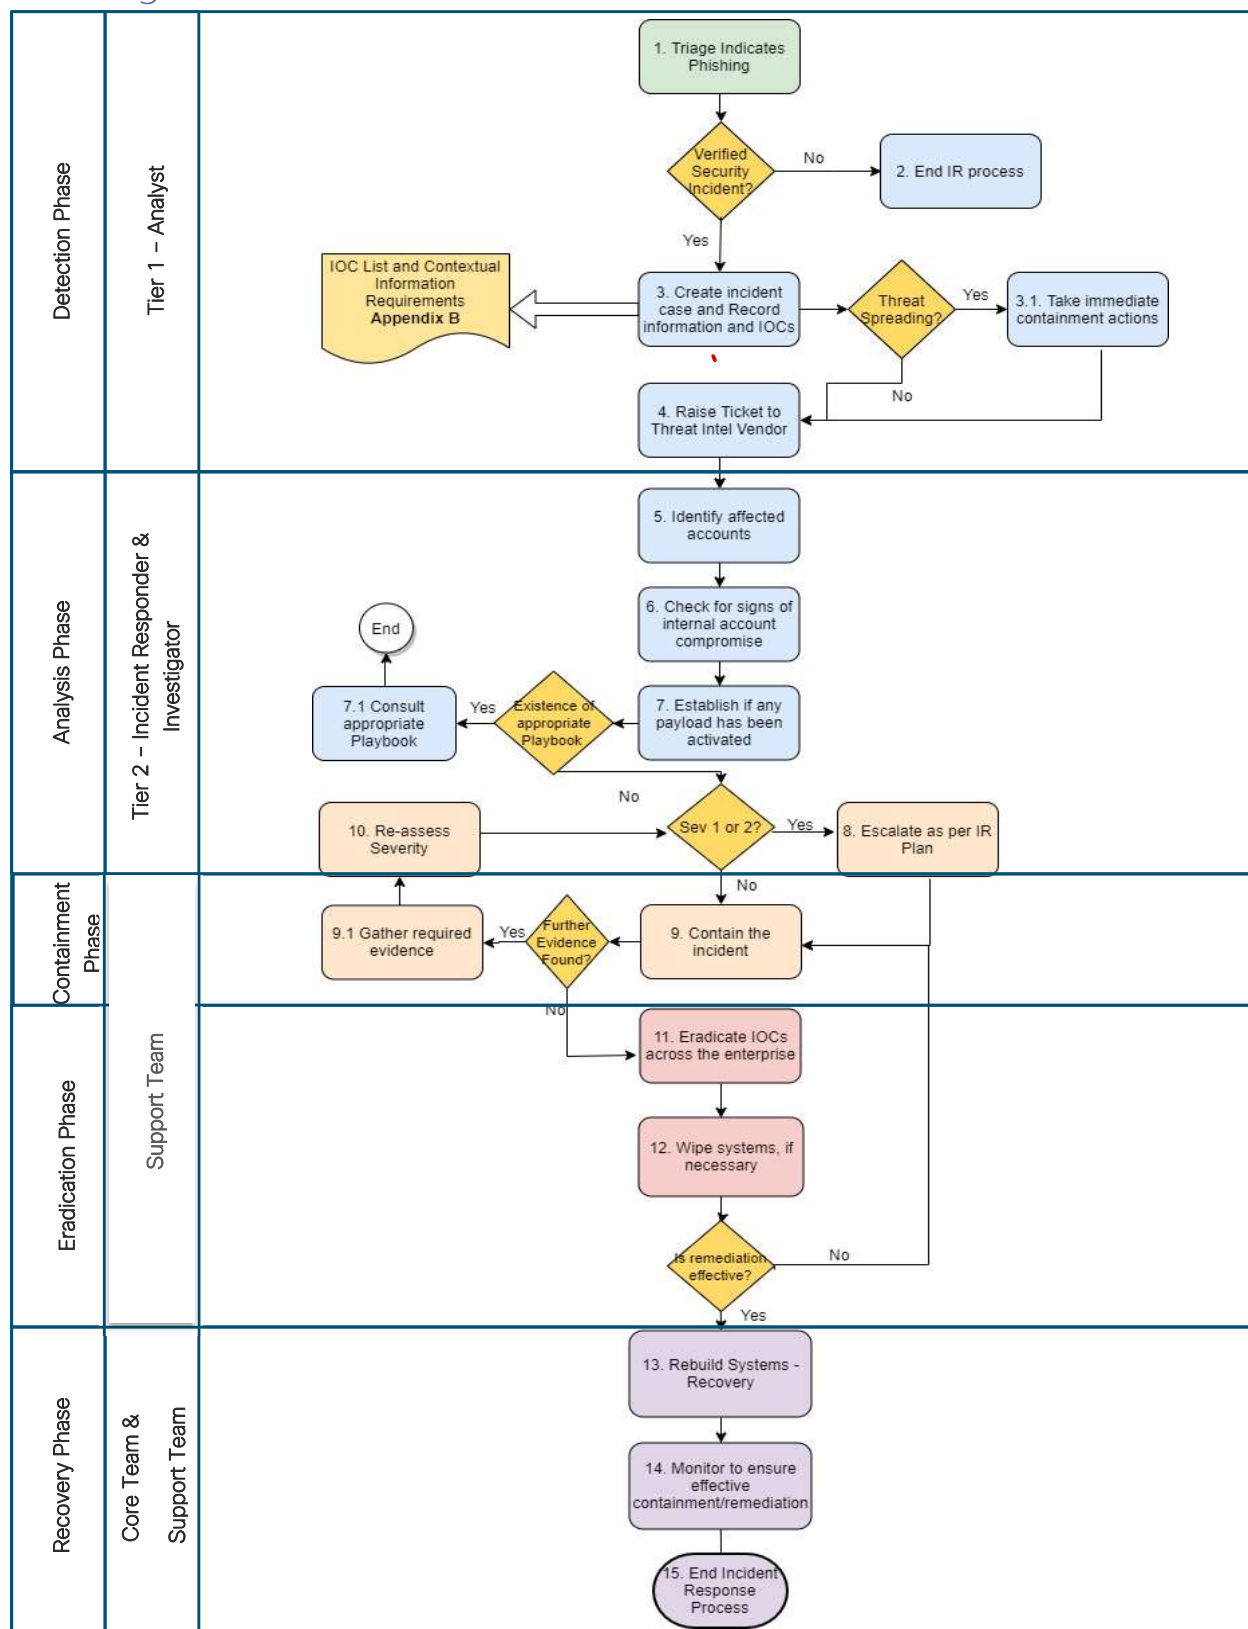 Detection Phase
Tier 1 – Analyst
1. Triage Indicates
Phishing
Verified
Security
Incident?
No
2. End IR process
Yes
IOC List and Contextual
Information
Requirements
Appendix B
3. Create incident
case and Record
information and IOCs
Threat
Spreading?
Yes
3.1. Take immediate
containment actions
No
4. Raise Ticket to
Threat Intel Vendor
Analysis Phase
Tier 2 – Incident Responder &
Investigator
5. Identify affected
accounts
6. Check for signs of
internal account
compromise
End
7.1 Consult
appropriate
Playbook
Yes
Existence of
appropriate
Playbook
7. Establish if any
payload has been
activated
No
10. Re-assess
Severity
Sev 1 or 2?
Yes
8. Escalate as per IR
Plan
No
Containment
Phase
9.1 Gather required
evidence
Yes
Further
Evidence
Found?
9. Contain the
incident
No
Eradication Phase
Support Team
11. Eradicate IOCs
across the enterprise
12. Wipe systems, if
necessary
Is remediation
effective?
No
Yes
Recovery Phase
Core Team &
Support Team
13. Rebuild Systems -
Recovery
14. Monitor to ensure
effective
containment/remediation
15. End Incident
Response
Process